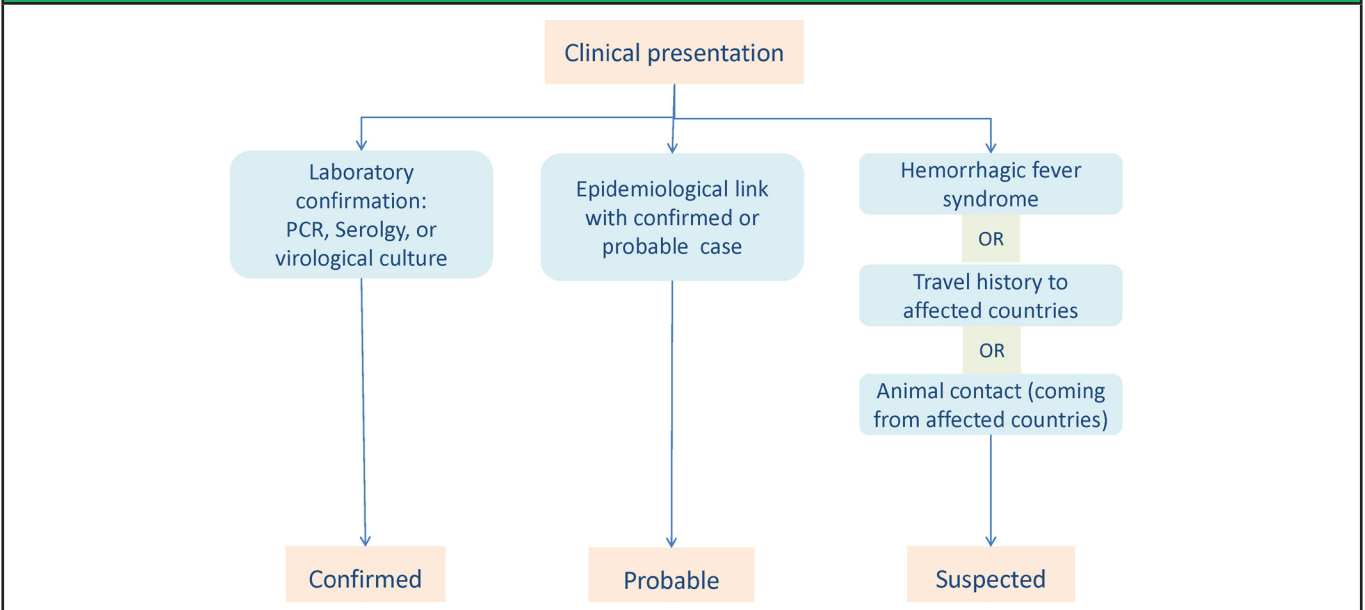 Clinical presentation
Laboratory
confirmation:
PCR, Serolgy, or
virological culture
Epidemiological link
with confirmed or
probable case
Hemorrhagic fever
syndrome
OR
Travel history to
affected countries
OR
Animal contact (coming
from affected countries)
Confirmed
Probable
Suspected